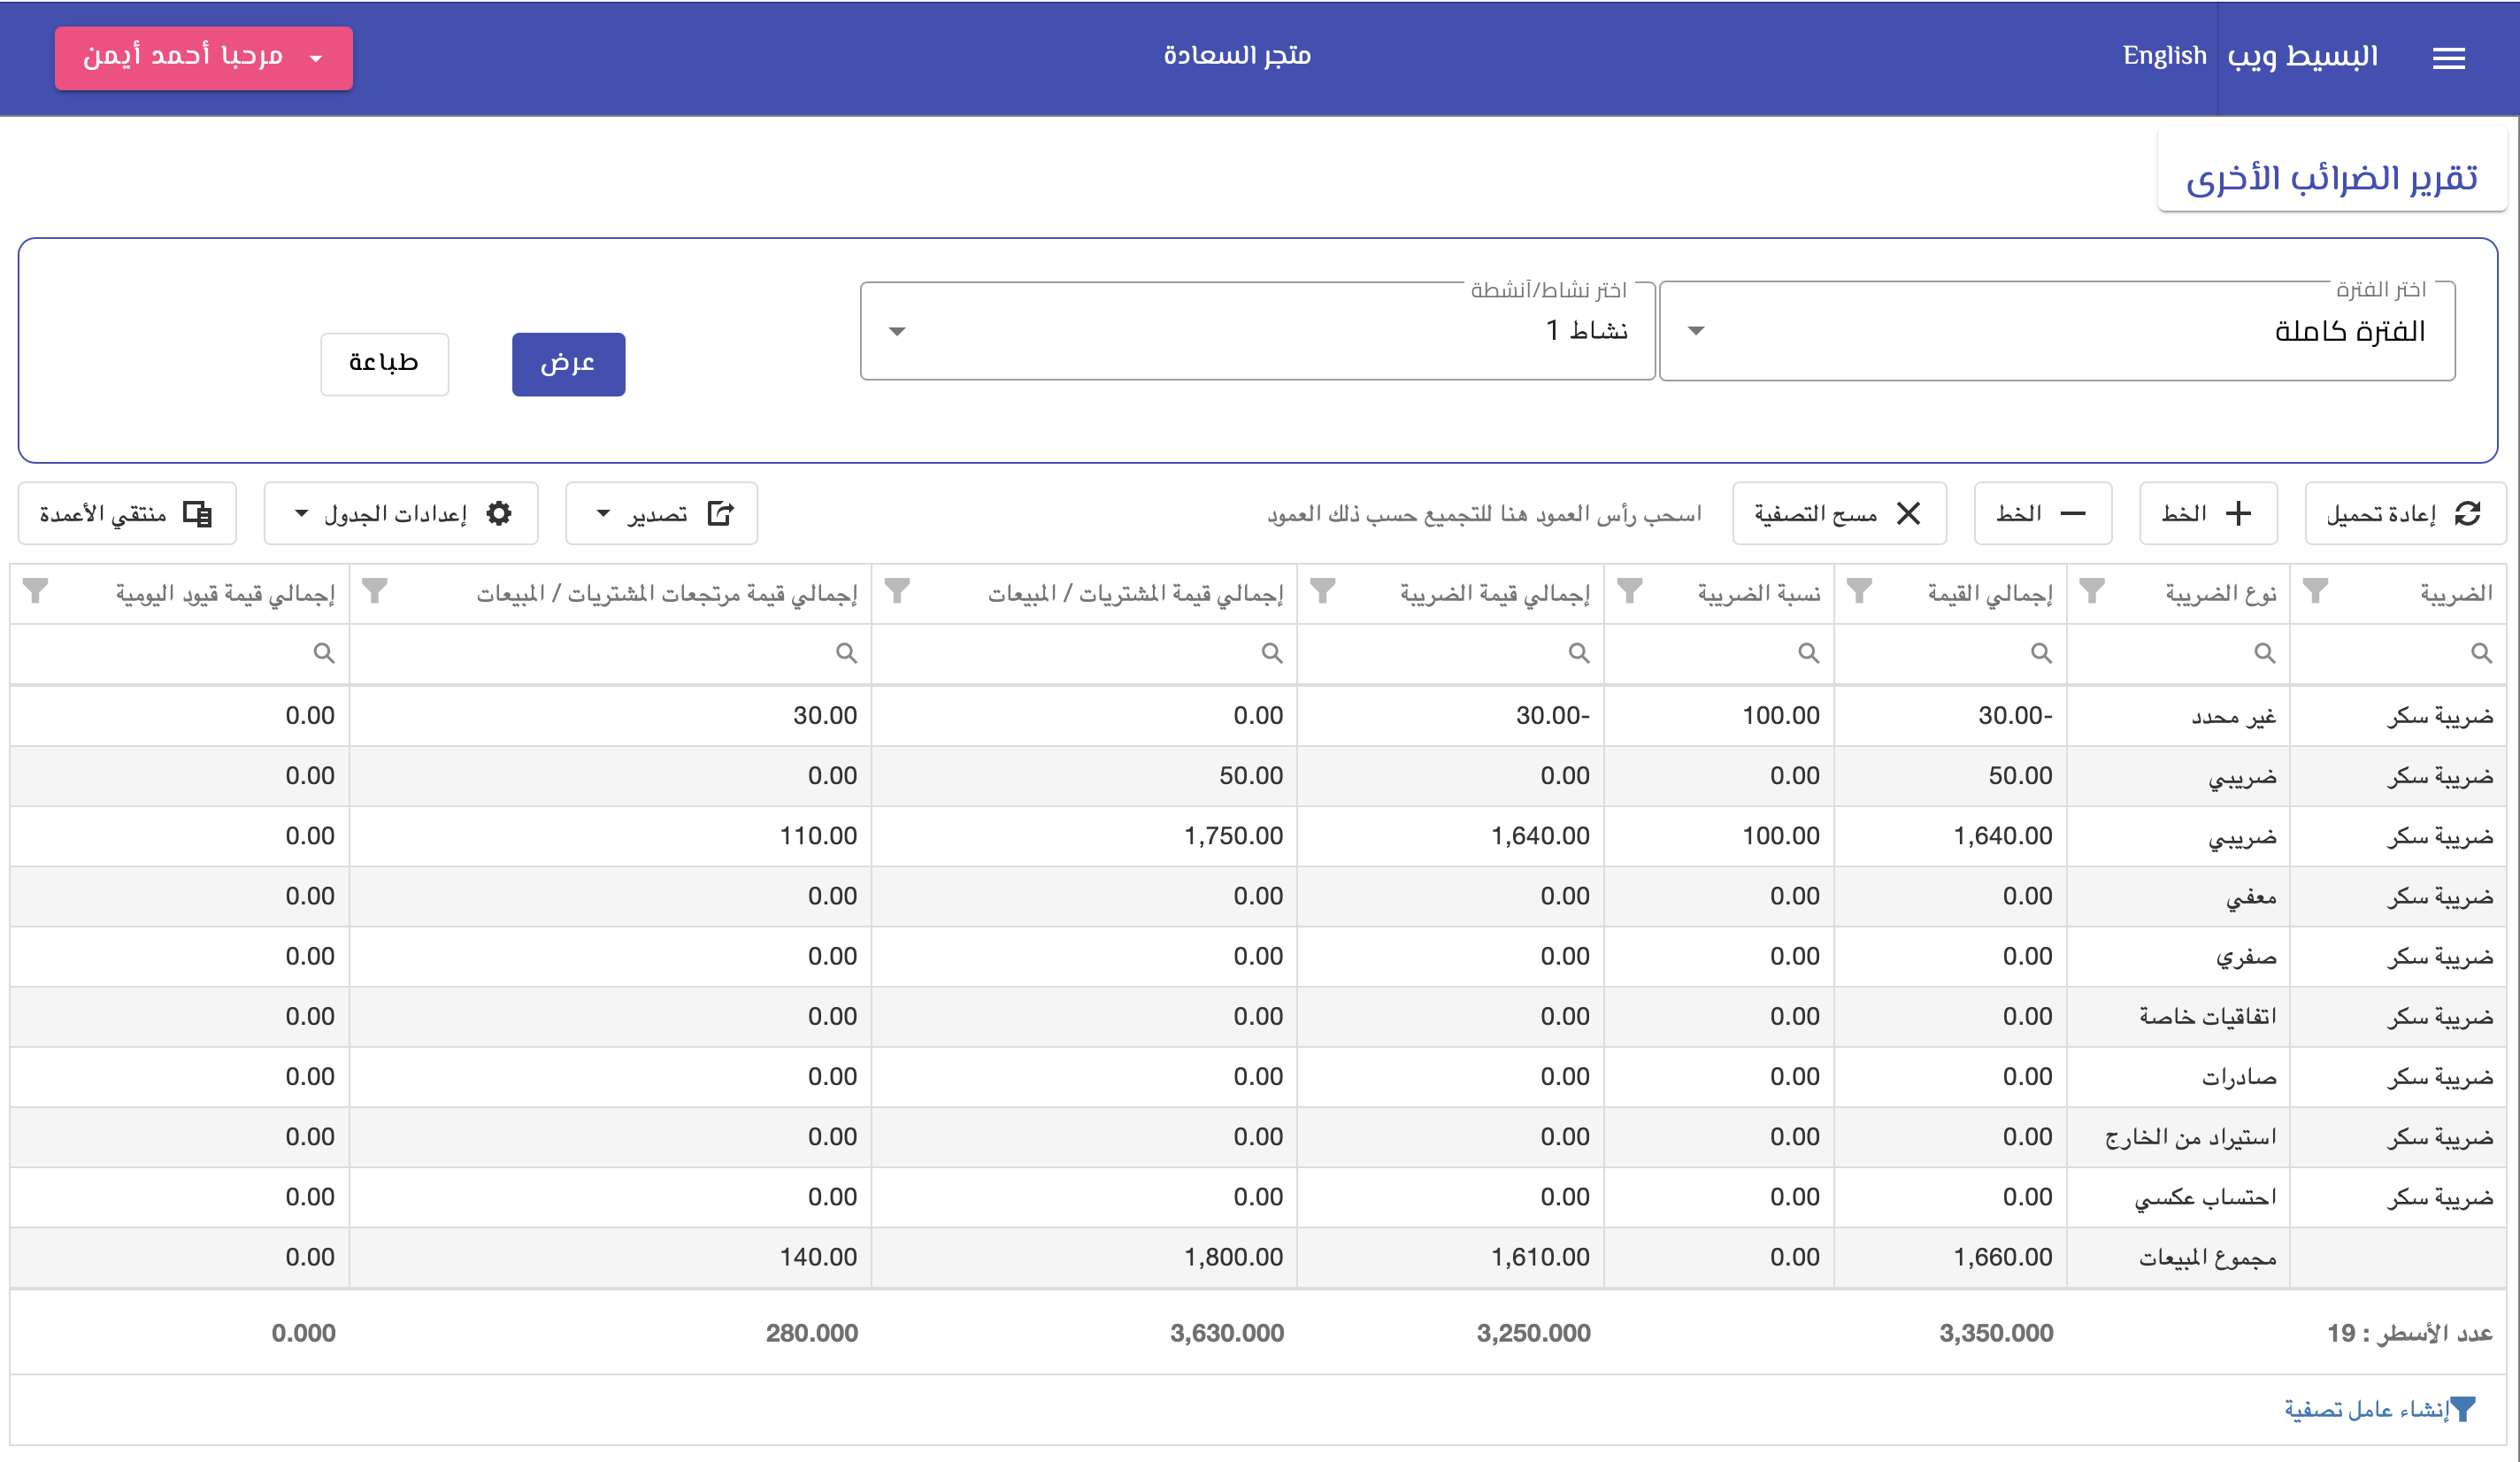 البسيط ويب English متجر السعادة مرحبا أحمد أيمن
تقرير الضرائب الأخرى
اختر الفترة اختر نشاط/أنشطة
الفترة كاملة نشاط 1 عرض طباعة
إعادة تحميل الخط الخط مسح التصفية اسحب رأس العمود هنا للتجميع حسب ذلك العمود تصدير إعدادات الجدول منتقي الأعمدة
الضريبة نوع الضريبة إجمالي القيمة نسبة الضريبة إجمالي قيمة الضريبة إجمالي قيمة المشتريات / المبيعات إجمالي قيمة مرتجعات المشتريات / المبيعات إجمالي قيمة قيود اليومية
ضريبة سكر غير محدد 30.00- 100.00 30.00- 0.00 30.00 0.00
ضريبة سكر ضريبي 50.00 0.00 0.00 50.00 0.00 0.00
ضريبة سكر ضريبي 1,640.00 100.00 1,640.00 1,750.00 110.00 0.00
ضريبة سكر معفي 0.00 0.00 0.00 0.00 0.00 0.00
ضريبة سكر صفري 0.00 0.00 0.00 0.00 0.00 0.00
ضريبة سكر اتفاقيات خاصة 0.00 0.00 0.00 0.00 0.00 0.00
ضريبة سكر صادرات 0.00 0.00 0.00 0.00 0.00 0.00
ضريبة سكر استيراد من الخارج 0.00 0.00 0.00 0.00 0.00 0.00
ضريبة سكر احتساب عكسي 0.00 0.00 0.00 0.00 0.00 0.00
مجموع المبيعات 1,660.00 0.00 1,610.00 1,800.00 140.00 0.00
عدد الأسطر : 19 3,350.000 3,250.000 3,630.000 280.000 0.000
إنشاء عامل تصفية